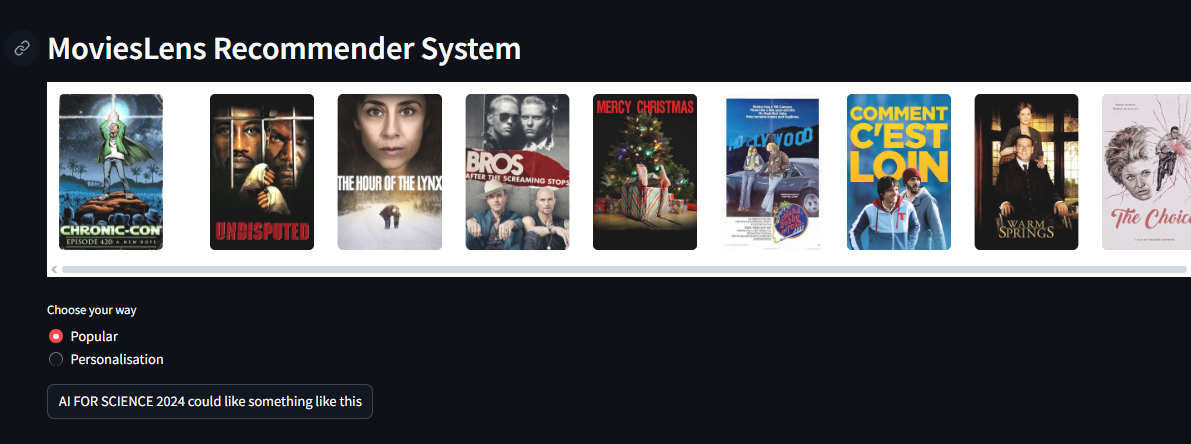 MoviesLens Recommender System
CHRONIC-CON
EPISODE 420: A NEW DOPE
UNDISPUTED
THE HOUR OF THE LYNX
BROS
AFTER THE SCREAMING STOPS
MERCY CHRISTMAS
HOLLYWOOD
COMMENT
C'EST
LOIN
WARM
SPRINGS
The Choice
Choose your way
Popular
Personalisation
AI FOR SCIENCE 2024 could like something like this